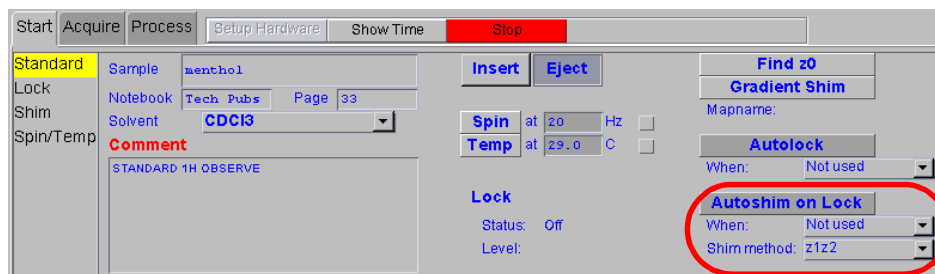 Start Acquire Process Setup Hardware Show Time Stop
Standard
Lock
Shim
Spin/Temp
Sample menthol
Notebook Tech Pubs Page 33
Solvent CDCl3
Comment
STANDARD 1H OBSERVE
Insert Eject
Spin at 20 Hz
Temp at 29.0 C
Lock
Status: Off
Level:
Find z0
Gradient Shim
Mapname:
Autolock
When: Not used
Autoshim on Lock
When: Not used
Shim method: z1z2